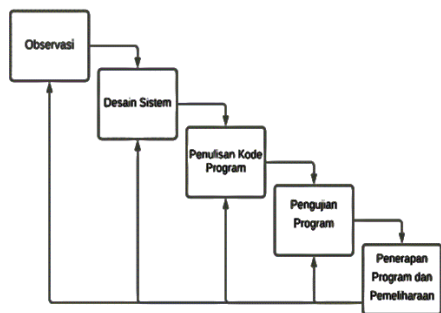 Observasi
Desain Sistem
Penulisan Kode
Program
Pengujian
Program
Penerapan
Program dan
Pemeliharaan